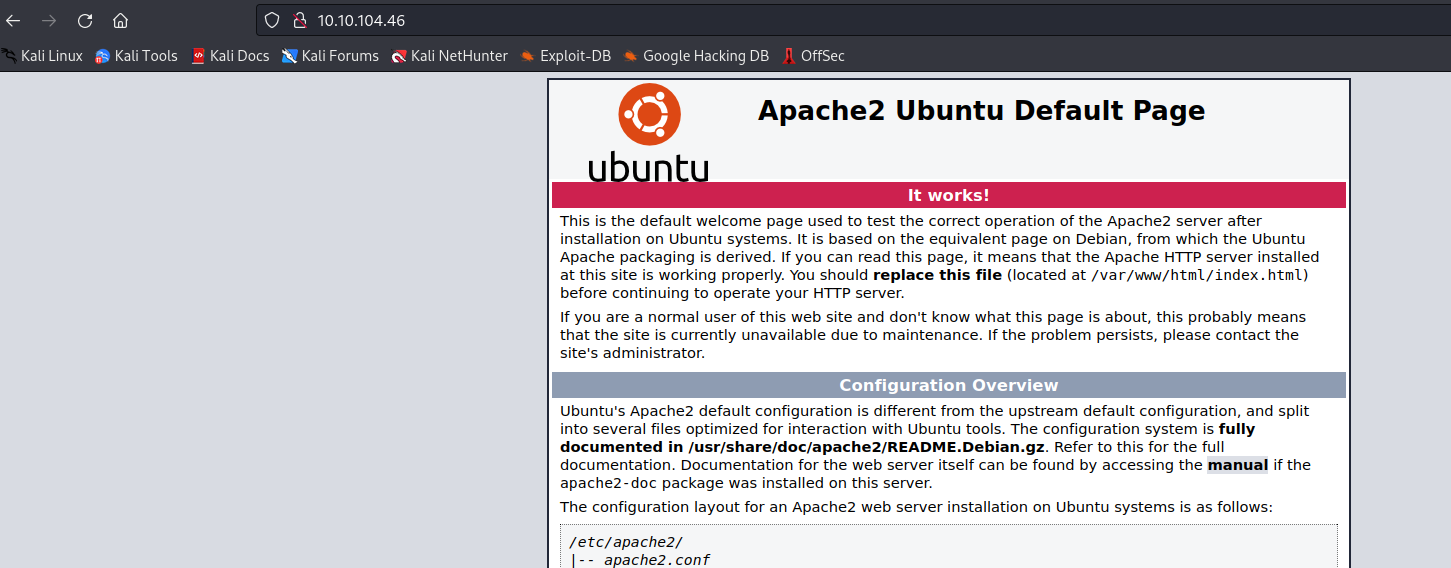 10.10.104.46
Kali Linux Kali Tools Kali Docs Kali Forums Kali NetHunter Exploit-DB Google Hacking DB OffSec
ubuntu
Apache2 Ubuntu Default Page
It works!
This is the default welcome page used to test the correct operation of the Apache2 server after
installation on Ubuntu systems. It is based on the equivalent page on Debian, from which the Ubuntu
Apache packaging is derived. If you can read this page, it means that the Apache HTTP server installed
at this site is working properly. You should replace this file (located at /var/www/html/index.html)
before continuing to operate your HTTP server.
If you are a normal user of this web site and don't know what this page is about, this probably means
that the site is currently unavailable due to maintenance. If the problem persists, please contact the
site's administrator.
Configuration Overview
Ubuntu's Apache2 default configuration is different from the upstream default configuration, and split
into several files optimized for interaction with Ubuntu tools. The configuration system is fully
documented in /usr/share/doc/apache2/README.Debian.gz. Refer to this for the full
documentation. Documentation for the web server itself can be found by accessing the manual if the
apache2-doc package was installed on this server.
The configuration layout for an Apache2 web server installation on Ubuntu systems is as follows:
/etc/apache2/
|-- apache2.conf